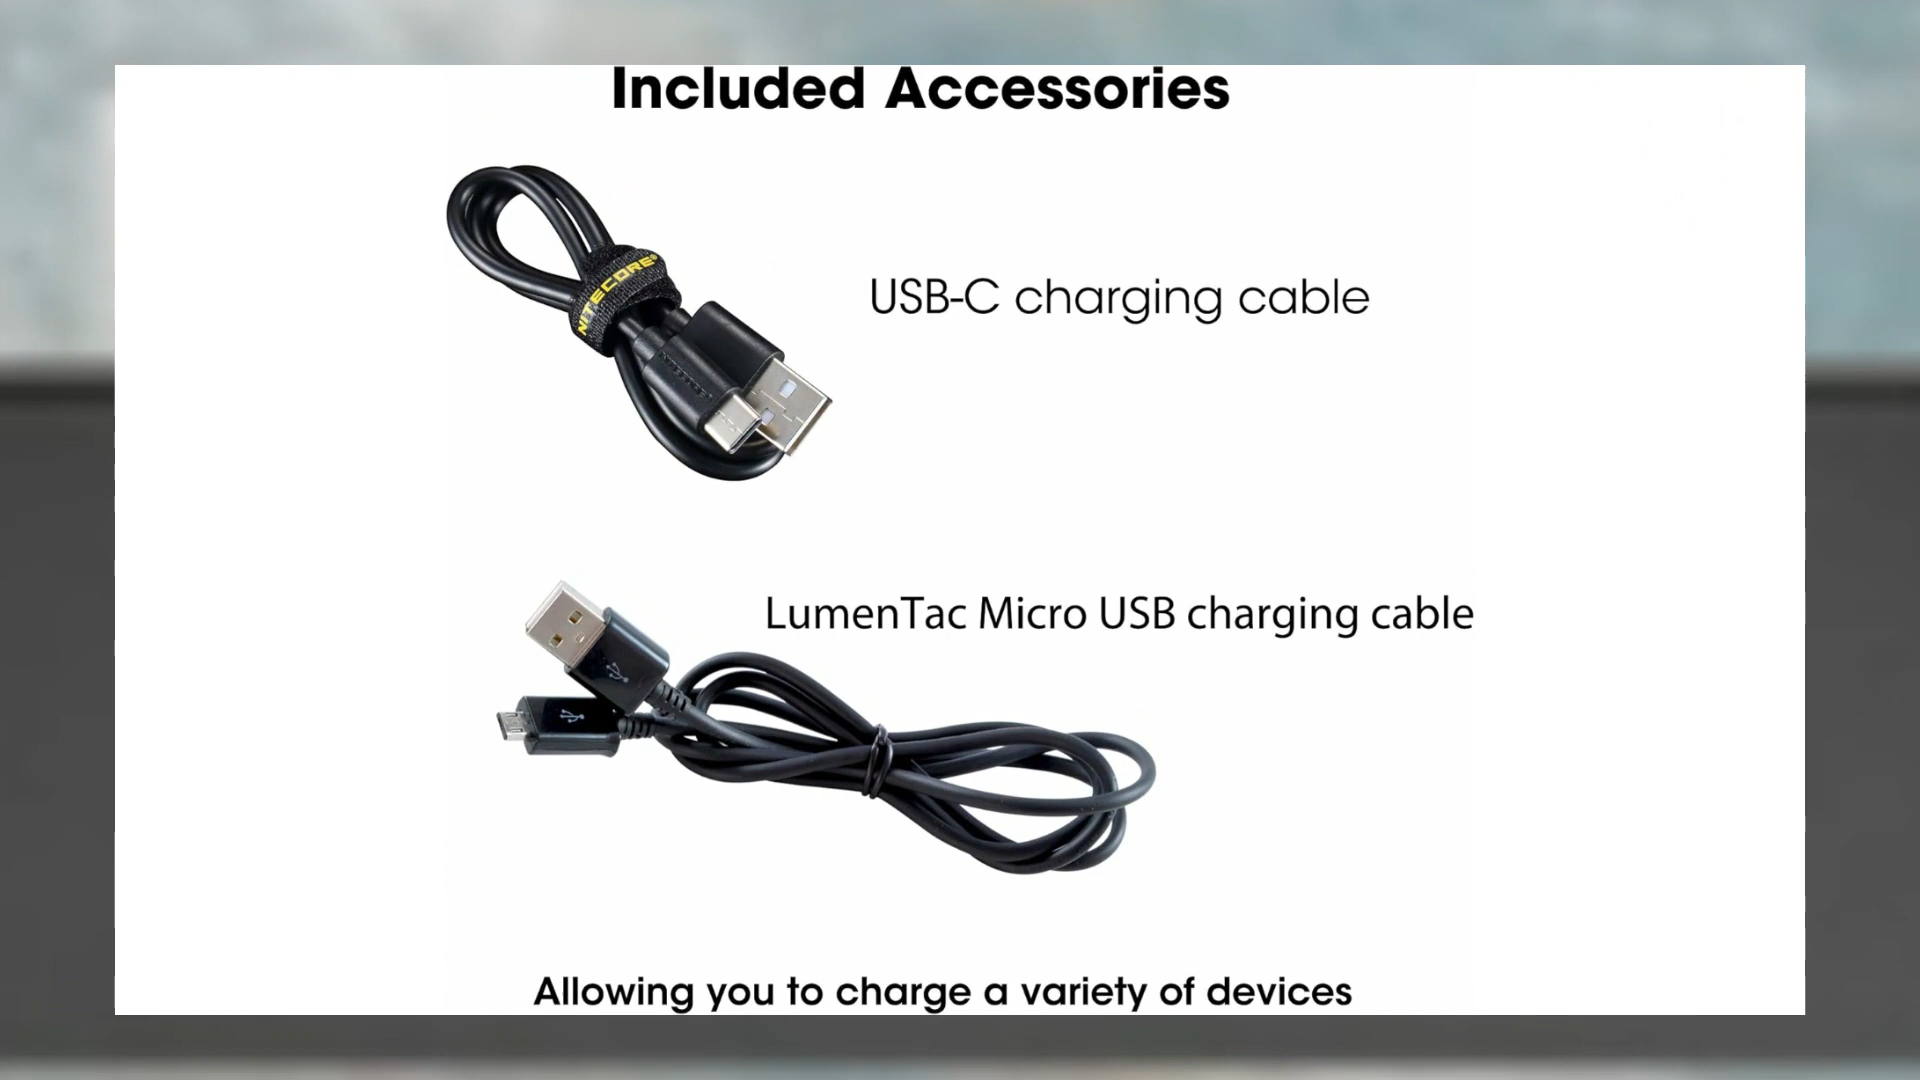 Included Accessories
NITECORE
USB-C charging cable
LumenTac Micro USB charging cable
Allowing you to charge a variety of devices